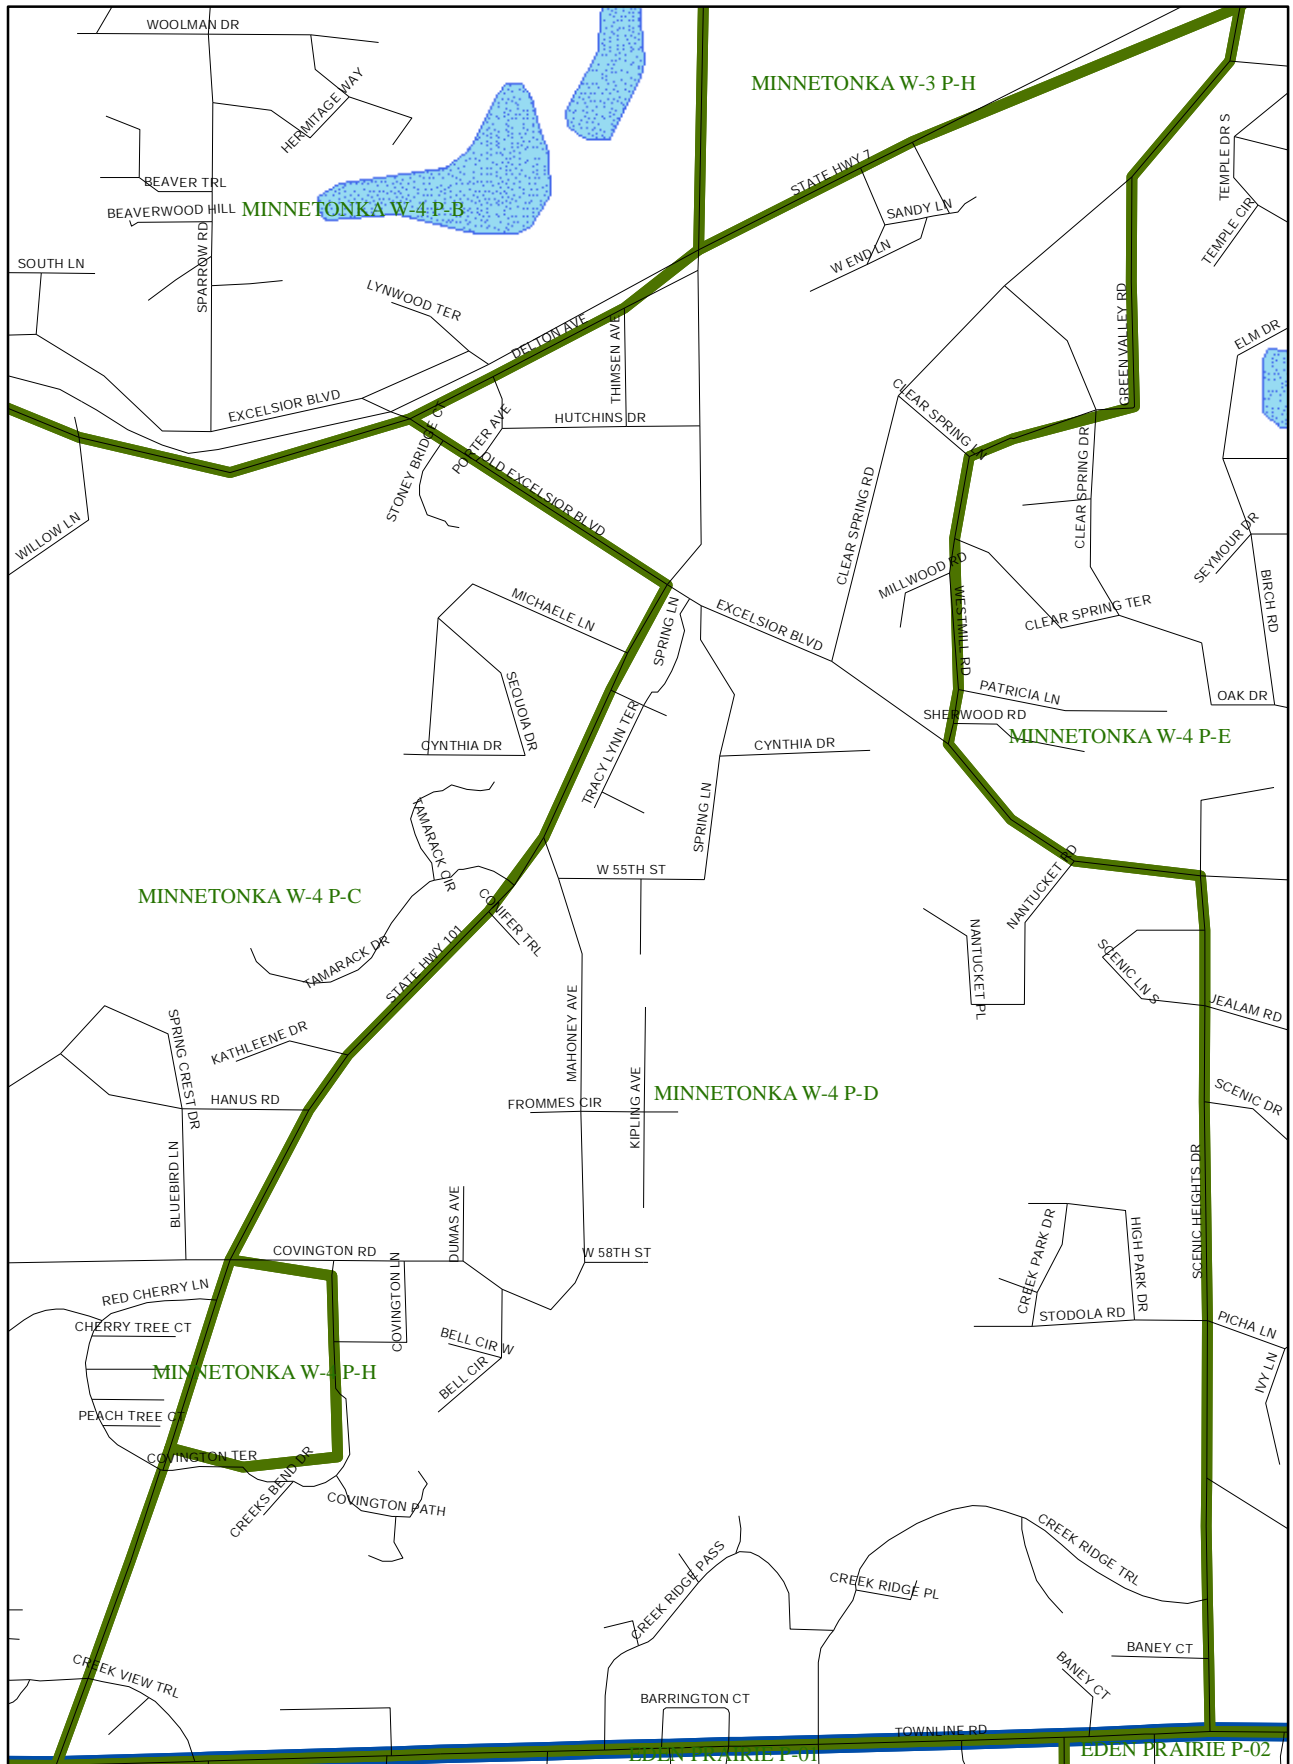 WOOLMAN DR
HERMITAGE WAY
MINNETONKA W-3 P-H
BEAVER TRL
BEAVERWOOD HILL
MINNETONKA W-4 P-B
STATE HWY 7
SANDY LN
W END LN
TEMPLE DR S
TEMPLE CIR
SOUTH LN
SPARROW RD
LYNWOOD TER
DELTON AVE
THIMSEN AVE
GREEN VALLEY RD
ELM DR
EXCELSIOR BLVD
HUTCHINS DR
STONEY BRIDGE CT
PORTER AVE
OLD EXCELSIOR BLVD
CLEAR SPRING LN
CLEAR SPRING DR
CLEAR SPRING RD
WILLOW LN
SEYMOUR DR
BIRCH RD
MILLWOOD RD
WESTMILL RD
CLEAR SPRING TER
MICHAELE LN
SPRING LN
EXCELSIOR BLVD
SEQUOIA DR
CYNTHIA DR
TRACY LYNN TER
CYNTHIA DR
PATRICIA LN
SHERWOOD RD
OAK DR
MINNETONKA W-4 P-E
SPRING LN
TAMARACK CIR
W 55TH ST
MINNETONKA W-4 P-C
CONIFER TRL
NANTUCKET RD
NANTUCKET PL
TAMARACK DR
STATE HWY 101
SCENIC LN S
JEALAM RD
SPRING CREST DR
KATHLEENE DR
MAHONEY AVE
HANUS RD
FROMMES CIR
KIPLING AVE
MINNETONKA W-4 P-D
SCENIC DR
BLUEBIRD LN
DUMAS AVE
SCENIC HEIGHTS DR
COVINGTON RD
COVINGTON LN
W 58TH ST
CREEK PARK DR
HIGH PARK DR
STODOLA RD
PICHA LN
IVY LN
RED CHERRY LN
CHERRY TREE CT
BELL CIR W
BELL CIR
MINNETONKA W-4 P-H
PEACH TREE CT
COVINGTON TER
CREEKS BEND DR
COVINGTON PATH
CREEK RIDGE PASS
CREEK RIDGE PL
CREEK RIDGE TRL
CREEK VIEW TRL
BARRINGTON CT
BANEY CT
BANEY CT
TOWNLINE RD
EDEN PRAIRIE P-01
EDEN PRAIRIE P-02